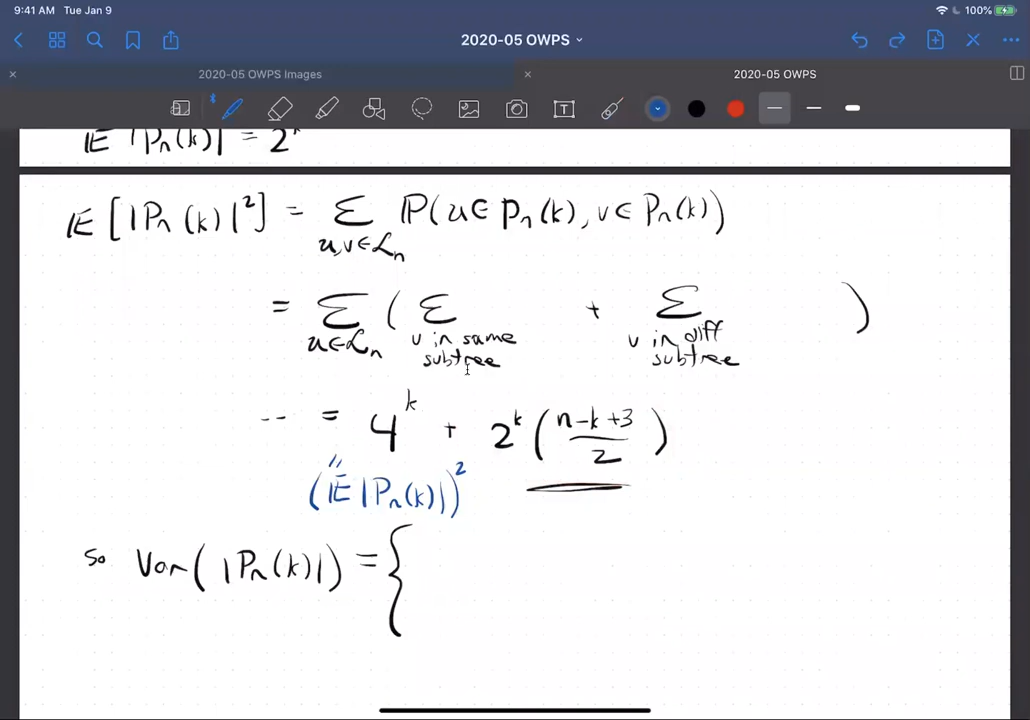 9:41 AM Tue Jan 9
100%
2020-05 OWPS
2020-05 OWPS Images
2020-05 OWPS
𝔼 |Pn(k)| = 2^k
𝔼[|Pn(k)|²] = Σ_{u,v∈ℒn} ℙ(u∈Pn(k), v∈Pn(k))
= Σ_{u∈ℒn} ( Σ_{v in same subtree} + Σ_{v in diff subtree} )
-- = 4^k + 2^k ( (n-k+3)/2 )
(𝔼|Pn(k)|)²
So Var( |Pn(k)| ) = {